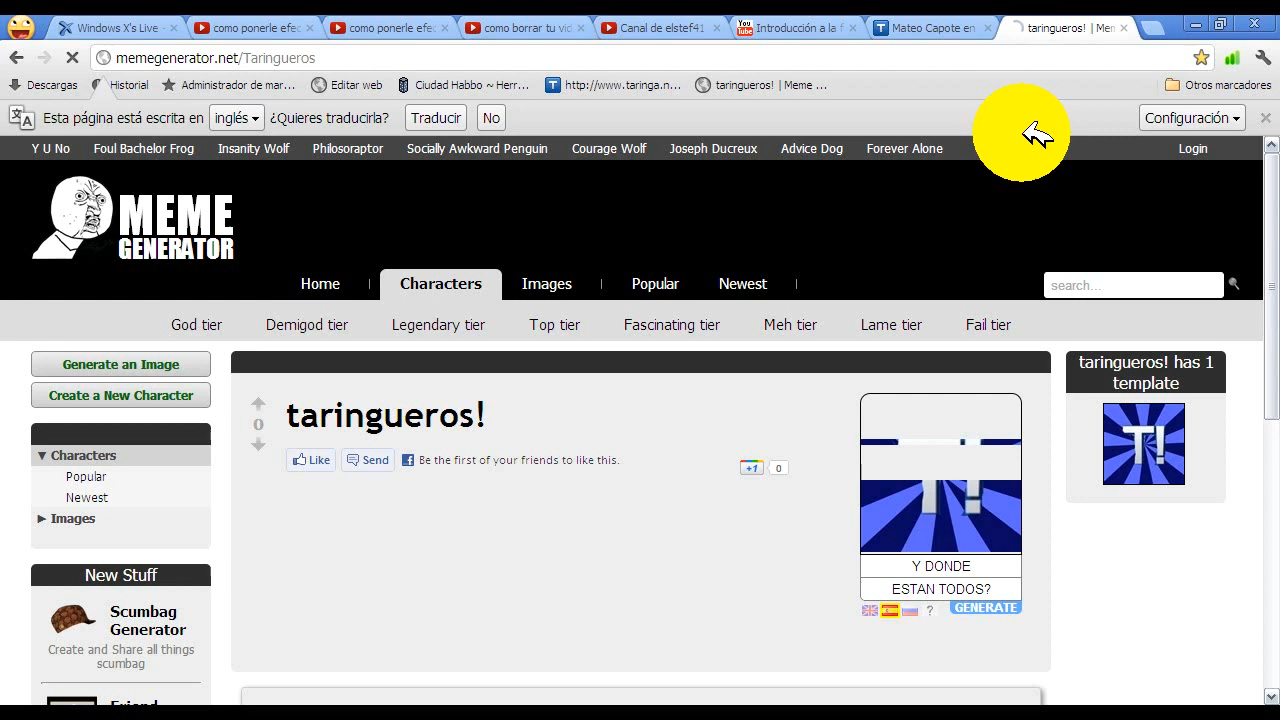 Windows X's Live -
como ponerle efec
como ponerle efec
como borrar tu vid
Canal de elstef41
You Tube
Introducción a la f
Mateo Capote en
taringueros! | Mem
memegenerator.net/Taringueros
Descargas
Historial
Administrador de mar...
Editar web
Ciudad Habbo ~ Herr...
http://www.taringa.n...
taringueros! | Meme ...
Otros marcadores
Esta página está escrita en inglés ¿Quieres traducirla? Traducir No Configuración
Y U No Foul Bachelor Frog Insanity Wolf Philosoraptor Socially Awkward Penguin Courage Wolf Joseph Ducreux Advice Dog Forever Alone Login
MEME
GENERATOR
Home Characters Images Popular Newest search...
God tier Demigod tier Legendary tier Top tier Fascinating tier Meh tier Lame tier Fail tier
Generate an Image
Create a New Character
Characters
Popular
Newest
Images
New Stuff
Scumbag
Generator
Create and Share all things
scumbag
Friend
0
taringueros!
Like Send Be the first of your friends to like this.
+1 0
T!
Y DONDE
ESTÁN TODOS?
? GENERATE
taringueros! has 1
template
T!